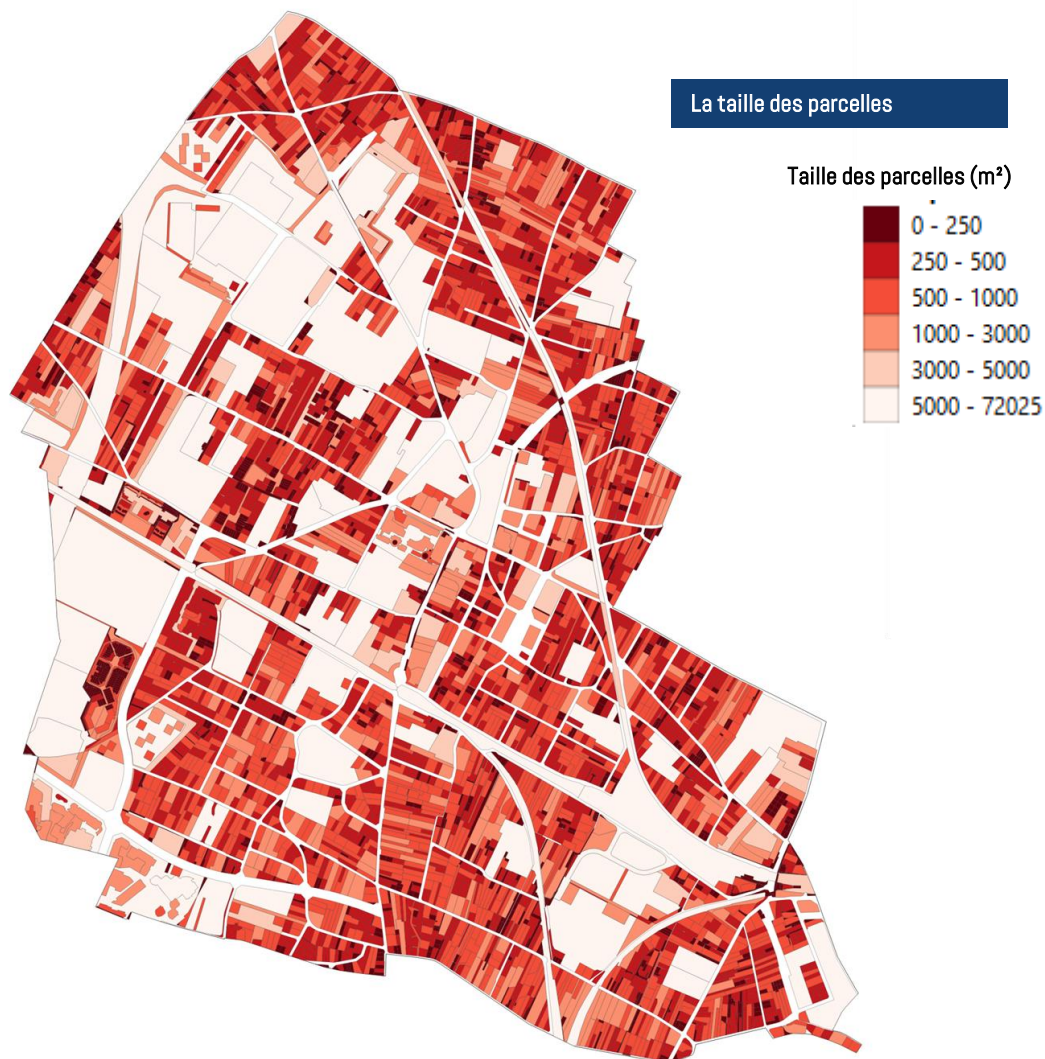 La taille des parcelles
Taille des parcelles (m²)
0 - 250
250 - 500
500 - 1000
1000 - 3000
3000 - 5000
5000 - 72025